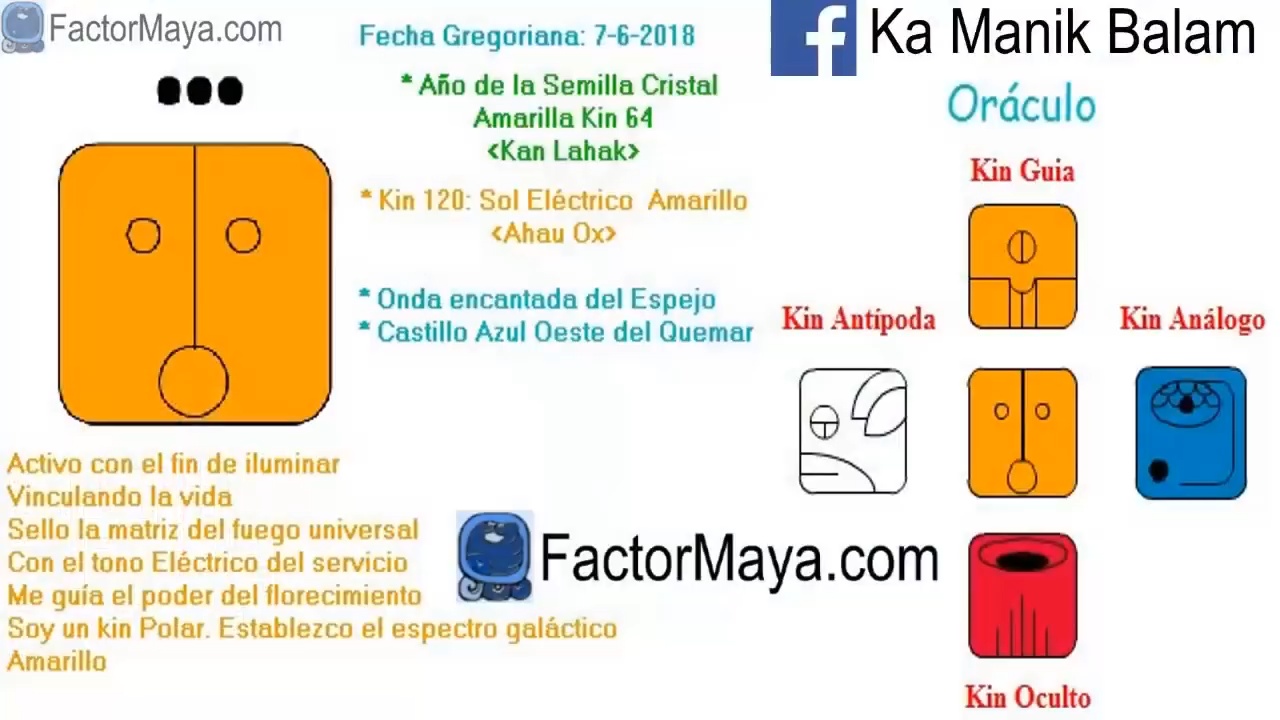 FactorMaya.com
Fecha Gregoriana: 7-6-2018
Ka Manik Balam
* Año de la Semilla Cristal
Amarilla Kin 64
<Kan Lahak>
* Kin 120: Sol Eléctrico Amarillo
<Ahau Ox>
* Onda encantada del Espejo
* Castillo Azul Oeste del Quemar
Oráculo
Kin Guia
Kin Antípoda
Kin Análogo
Kin Oculto
Activo con el fin de iluminar
Vinculando la vida
Sello la matriz del fuego universal
Con el tono Eléctrico del servicio
Me guía el poder del florecimiento
Soy un kin Polar. Establezco el espectro galáctico
Amarillo
FactorMaya.com